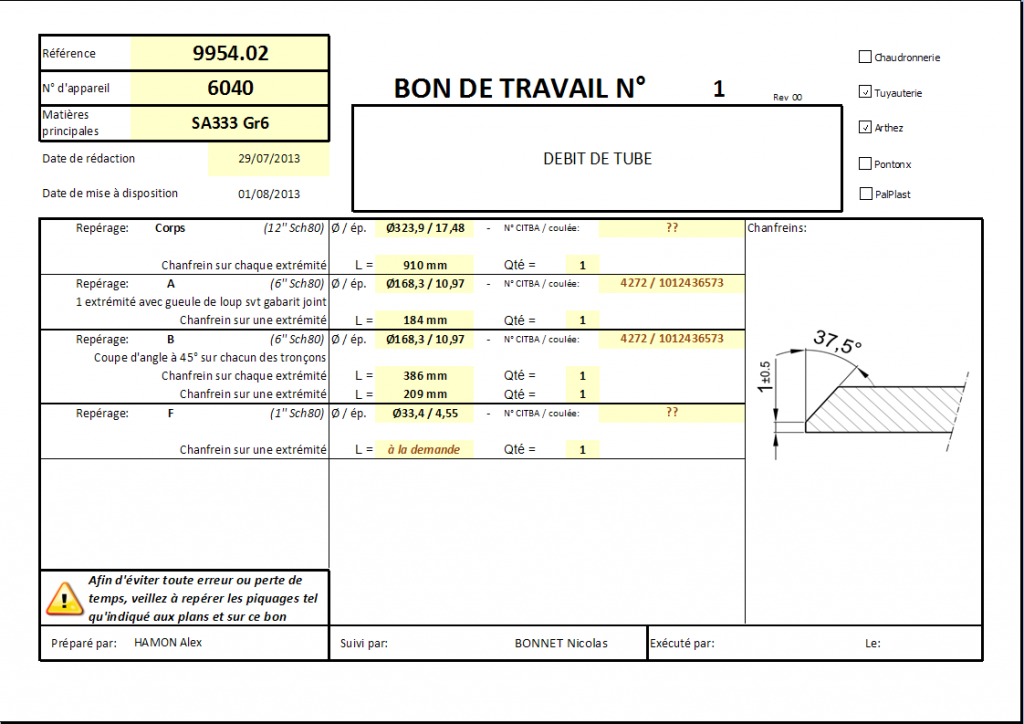 Référence 9954.02
N° d'appareil 6040
Matières principales SA333 Gr6
Date de rédaction 29/07/2013
Date de mise à disposition 01/08/2013
BON DE TRAVAIL N° 1 Rev 00
DEBIT DE TUBE
Chaudronnerie
Tuyauterie
Arthez
Pontonx
PalPlast
Repérage: Corps (12" Sch80) Ø / ép. Ø323,9 / 17,48 - N° CITBA / coulée: ??
Chanfrein sur chaque extrémité L = 910 mm Qté = 1
Repérage: A (6" Sch80) Ø / ép. Ø168,3 / 10,97 - N° CITBA / coulée: 4272 / 1012436573
1 extrémité avec gueule de loup svt gabarit joint
Chanfrein sur une extrémité L = 184 mm Qté = 1
Repérage: B (6" Sch80) Ø / ép. Ø168,3 / 10,97 - N° CITBA / coulée: 4272 / 1012436573
Coupe d'angle à 45° sur chacun des tronçons
Chanfrein sur chaque extrémité L = 386 mm Qté = 1
Chanfrein sur une extrémité L = 209 mm Qté = 1
Repérage: F (1" Sch80) Ø / ép. Ø33,4 / 4,55 - N° CITBA / coulée: ??
Chanfrein sur une extrémité L = à la demande Qté = 1
Chanfreins:
37,5°
1±0.5
Afin d'éviter toute erreur ou perte de
temps, veillez à repérer les piquages tel
qu'indiqué aux plans et sur ce bon
Préparé par: HAMON Alex Suivi par: BONNET Nicolas Exécuté par: Le: